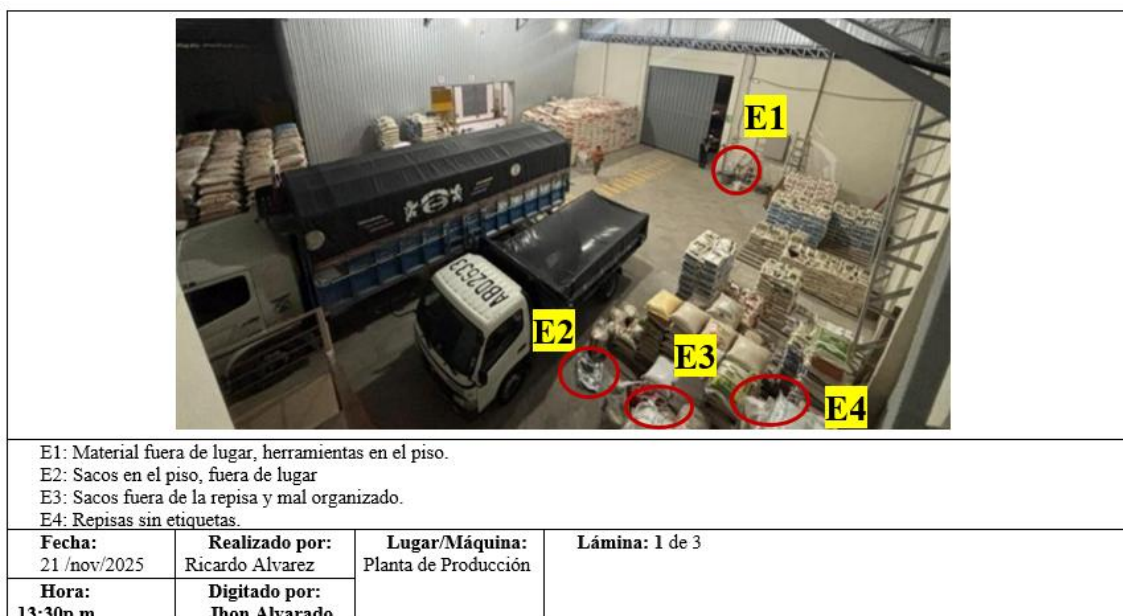 E1
E2
E3
E4
ABD2633
E1: Material fuera de lugar, herramientas en el piso.
E2: Sacos en el piso, fuera de lugar
E3: Sacos fuera de la repisa y mal organizado.
E4: Repisas sin etiquetas.
Fecha: Realizado por: Lugar/Máquina: Lámina: 1 de 3
21 /nov/2025 Ricardo Alvarez Planta de Producción
Hora: Digitado por:
13:30p.m Jhon Alvarado